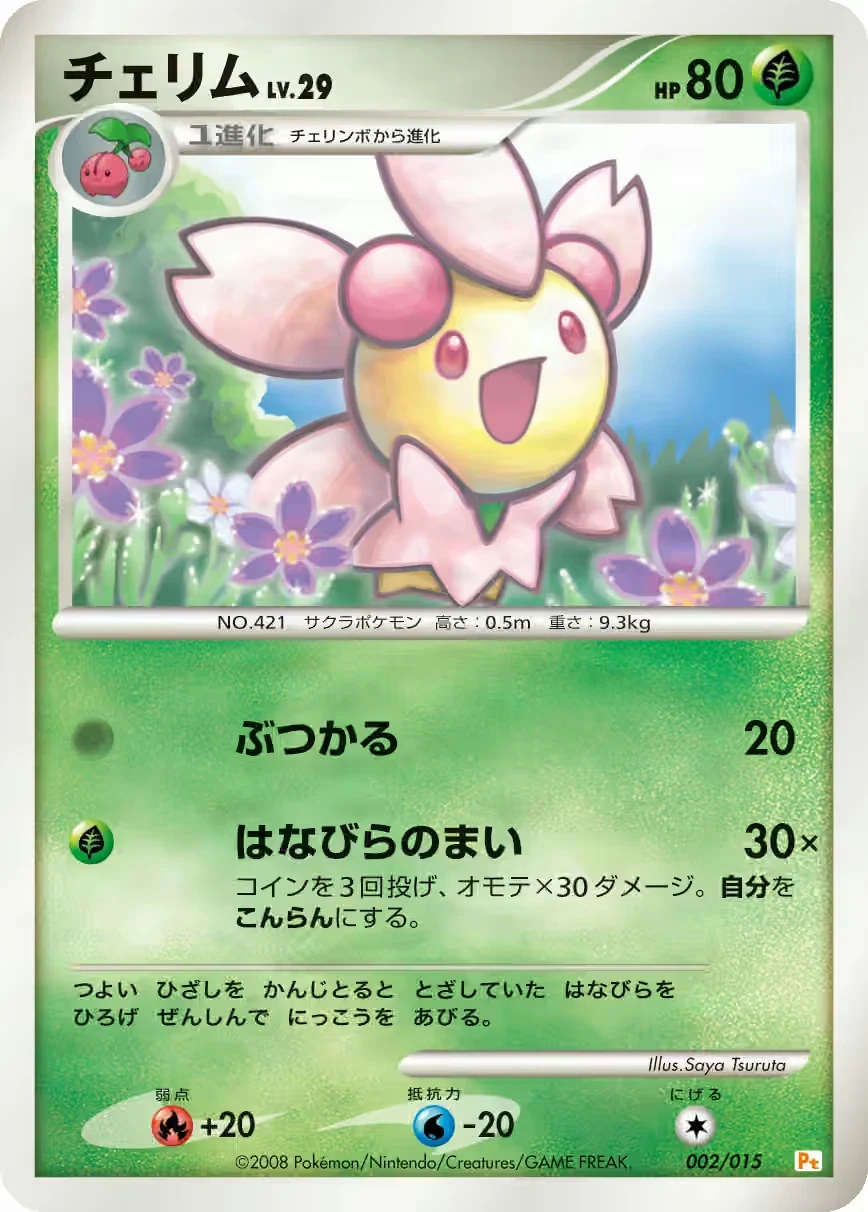 チェリム LV.29 HP 80
1進化 チェリンボから進化
NO.421 サクラポケモン 高さ:0.5m 重さ:9.3kg
ぶつかる 20
はなびらのまい 30×
コインを3回投げ、オモテ×30ダメージ。自分を
こんらんにする。
つよい ひざしを かんじとると とざしていた はなびらを
ひろげ ぜんしんで にっこうを あびる。
Illus.Saya Tsuruta
弱点 抵抗力 にげる
+20 -20
©2008 Pokémon/Nintendo/Creatures/GAME FREAK. 002/015 Pt